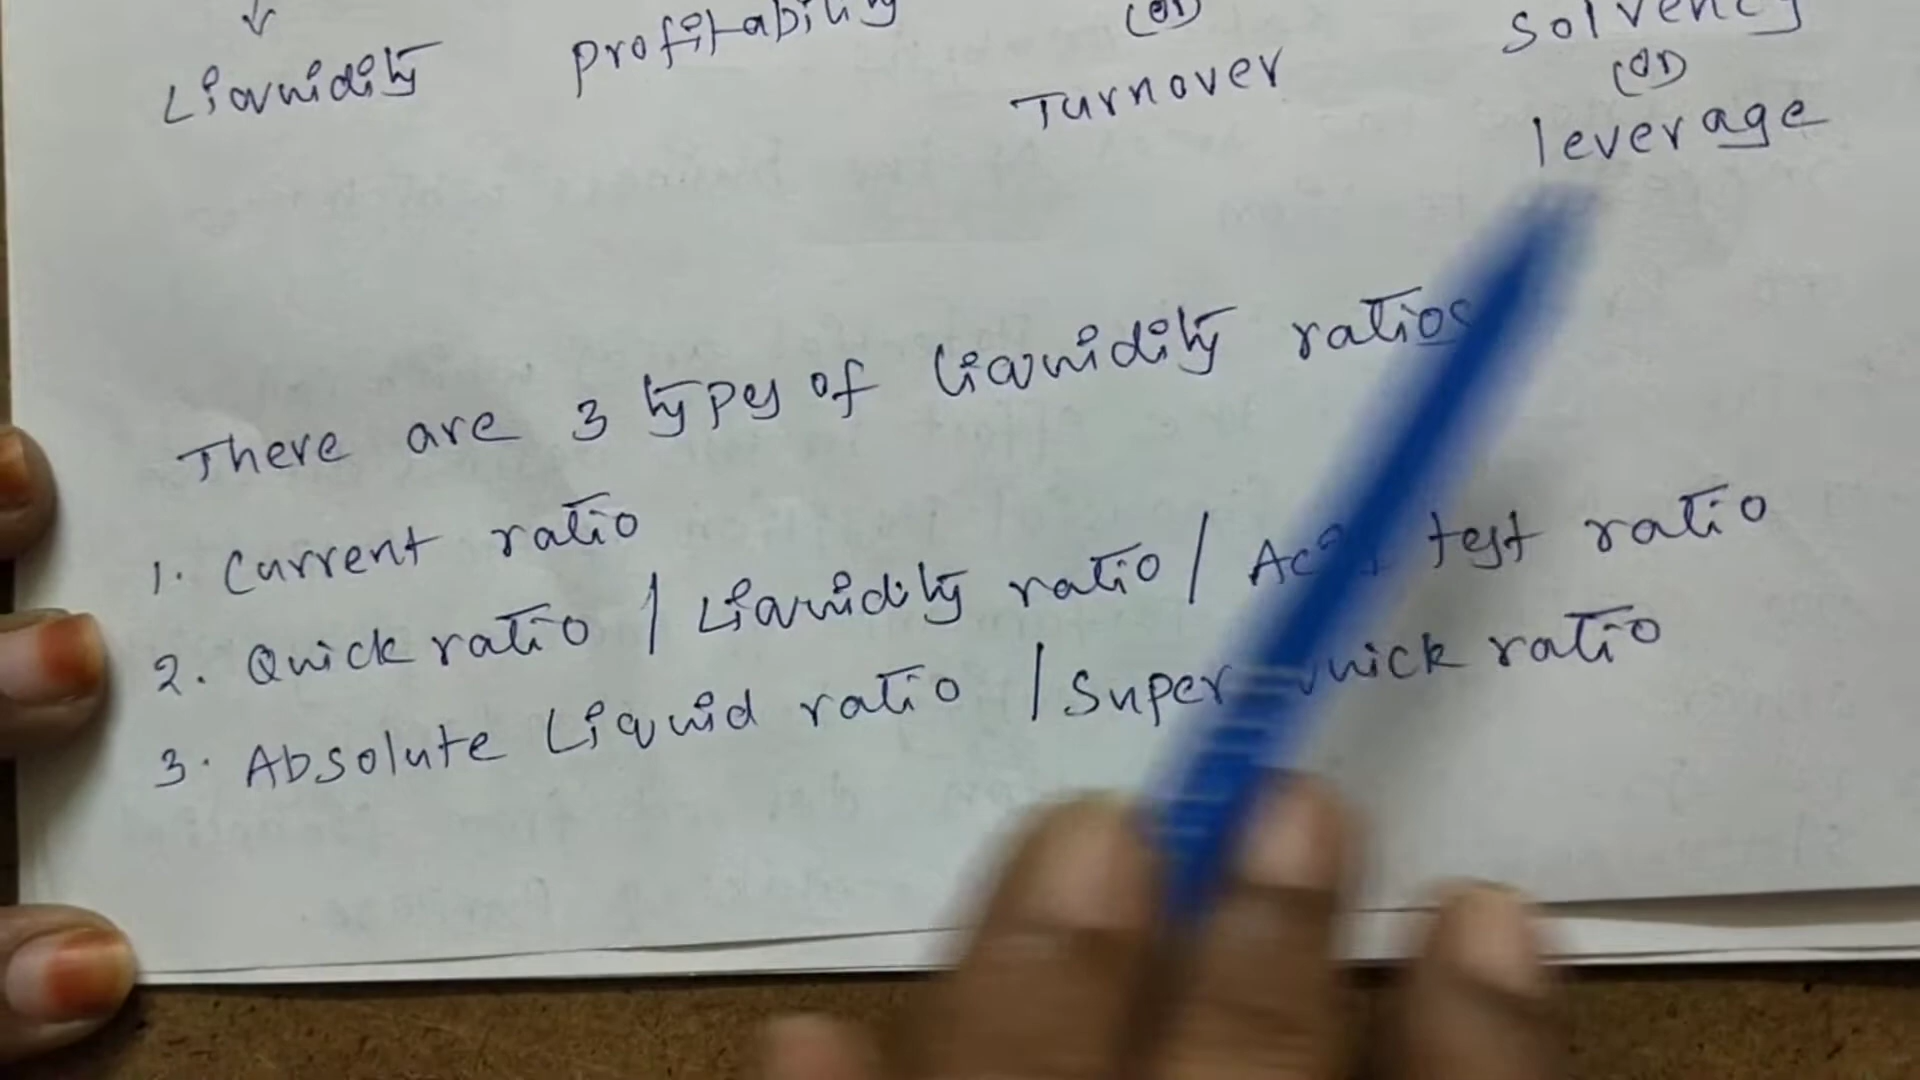 Liquidity profitability (or) Solvency
Turnover (or)
leverage
There are 3 types of liquidity ratios
1. Current ratio
2. Quick ratio / Liquidity ratio / test ratio
3. Absolute Liquid ratio / Super ratio